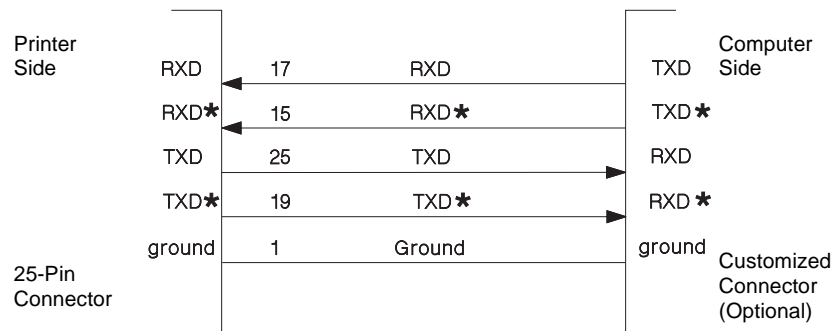 Printer
Side
Computer
Side
RXD 17 RXD TXD
RXD* 15 RXD* TXD*
TXD 25 TXD RXD
TXD* 19 TXD* RXD*
ground 1 Ground ground
25-Pin
Connector
Customized
Connector
(Optional)